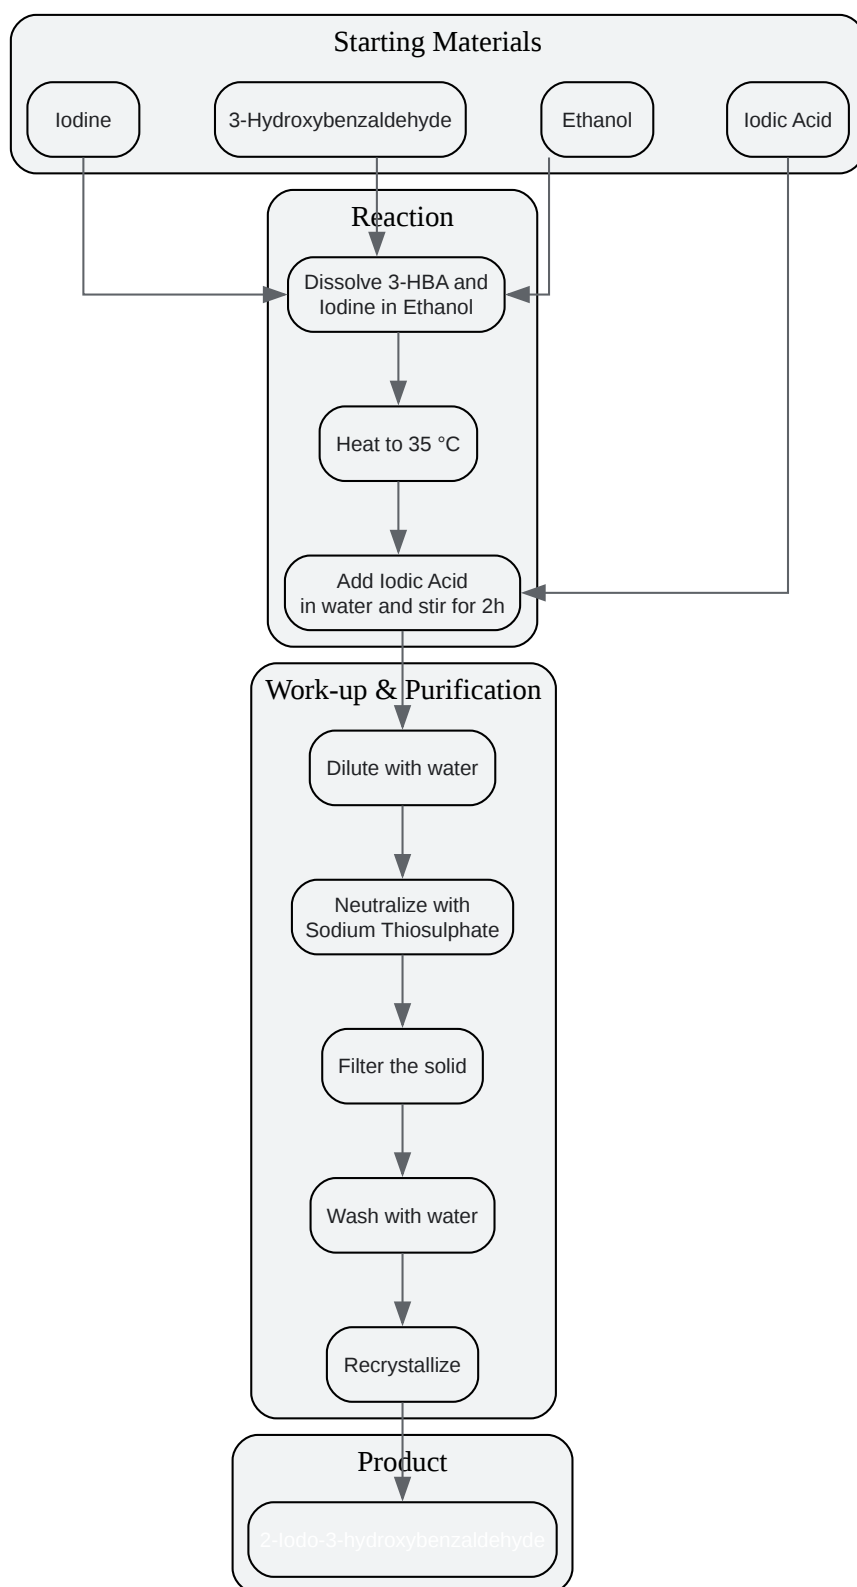 Starting Materials
Iodine
3-Hydroxybenzaldehyde
Ethanol
Iodic Acid
Reaction
Dissolve 3-HBA and
Iodine in Ethanol
Heat to 35 °C
Add Iodic Acid
in water and stir for 2h
Work-up & Purification
Dilute with water
Neutralize with
Sodium Thiosulphate
Filter the solid
Wash with water
Recrystallize
Product
2-Iodo-3-hydroxybenzaldehyde